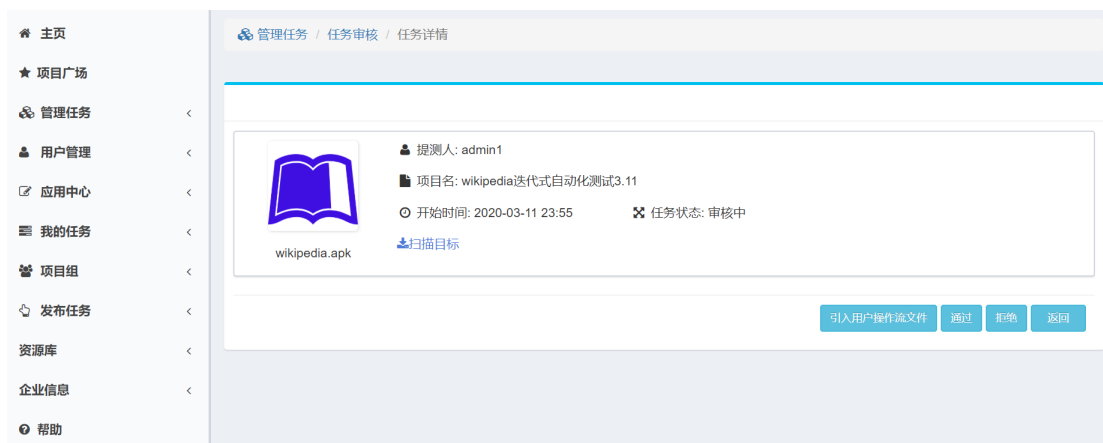 主页
项目广场
管理任务
用户管理
应用中心
我的任务
项目组
发布任务
资源库
企业信息
帮助
管理任务 / 任务审核 / 任务详情
wikipedia.apk
提测人: admin1
项目名: wikipedia迭代式自动化测试3.11
开始时间: 2020-03-11 23:55 任务状态: 审核中
扫描目标
引入用户操作流文件 通过 拒绝 返回